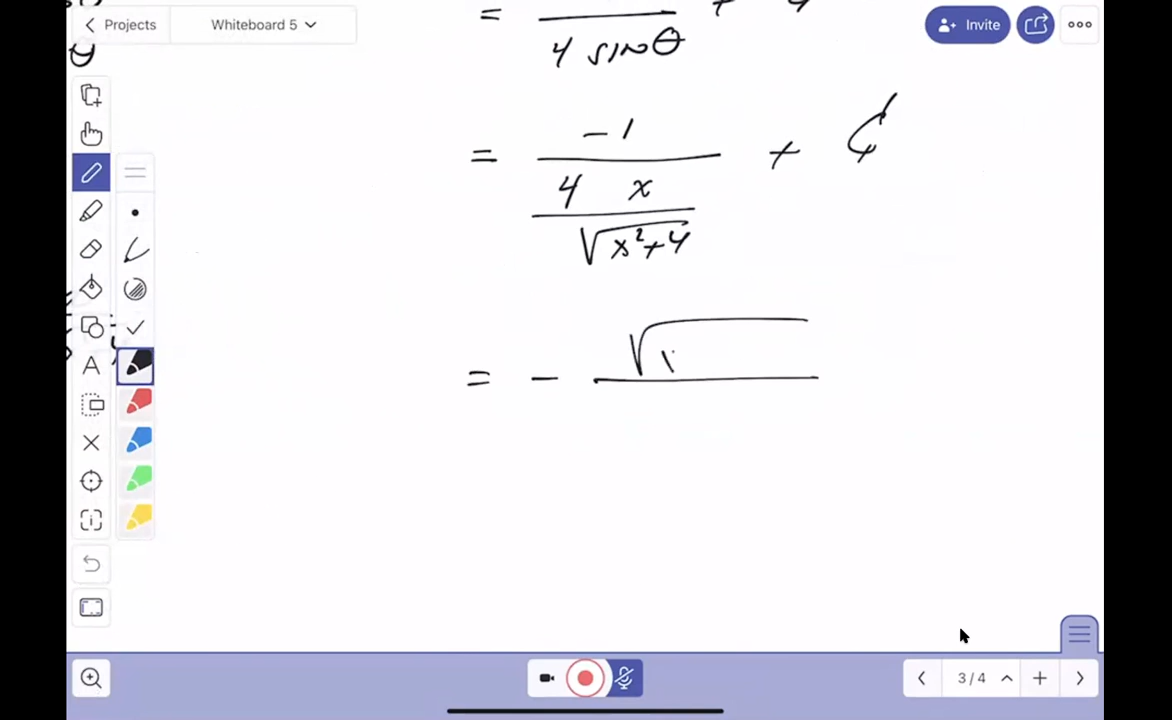 Projects
Whiteboard 5
Invite
=
+
4 sinθ
θ
-1
= +
4 x
√x²+4
= - √
A
3/4